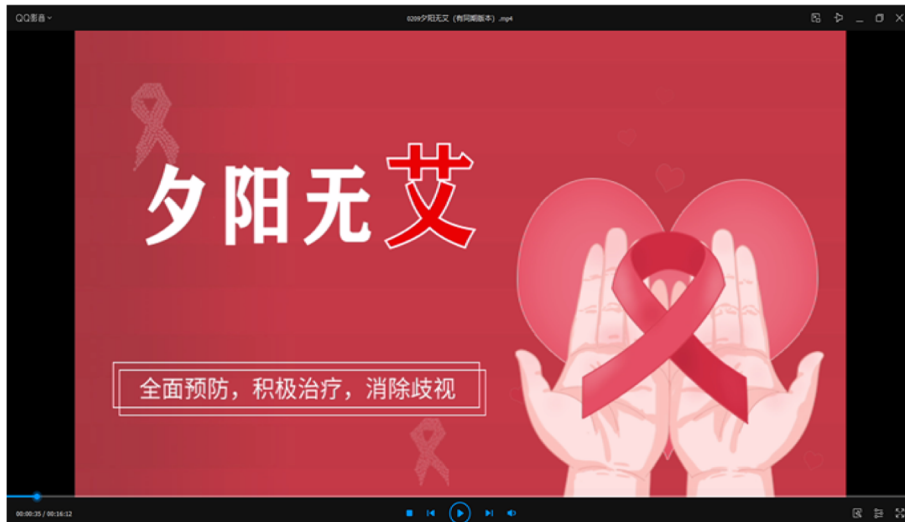 QQ影音
0209夕阳无艾（有同期版本）.mp4
夕阳无艾
全面预防，积极治疗，消除歧视
00:00:35 / 00:16:12